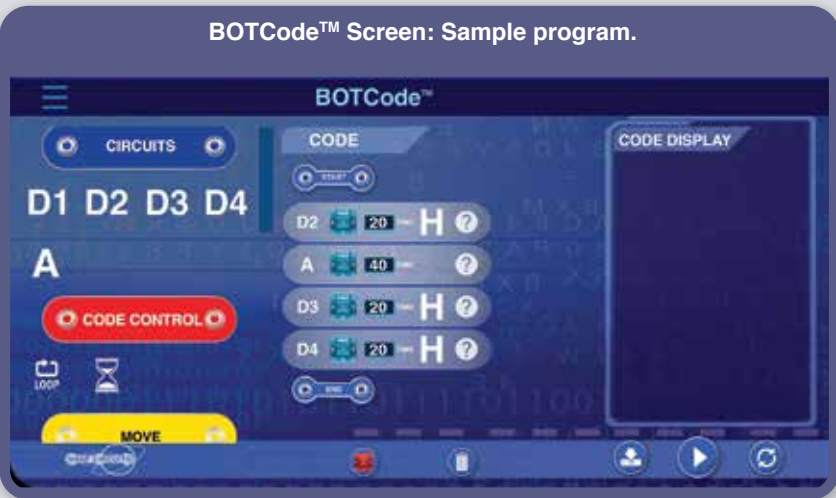 BOTCode™ Screen: Sample program.
BOTCode™
CIRCUITS
D1 D2 D3 D4
A
CODE CONTROL
LOOP
MOVE
CODE
START
D2 20 H ?
A 40 ?
D3 20 H ?
D4 20 H ?
END
CODE DISPLAY